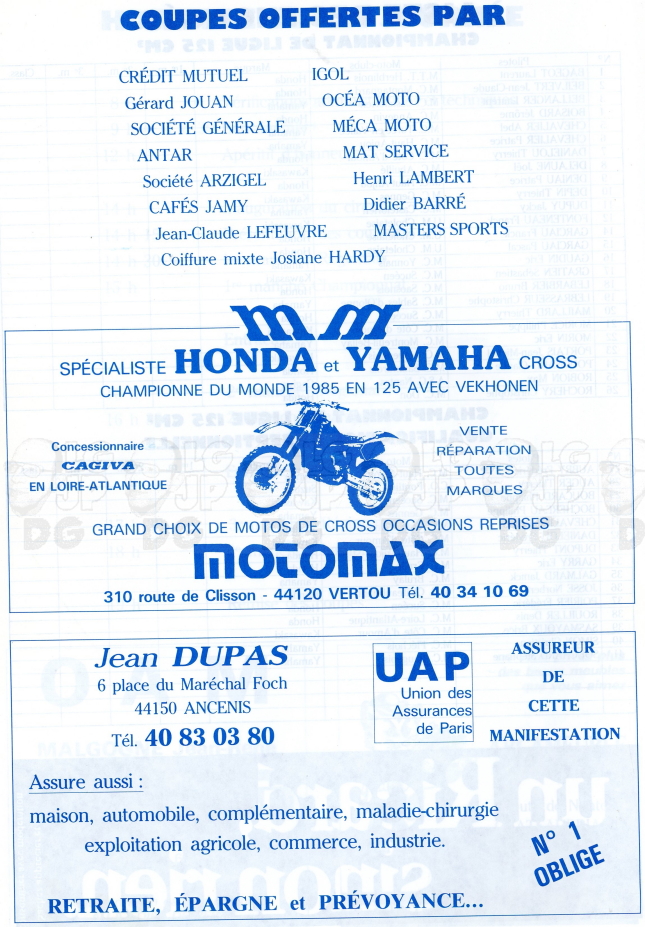 COUPES OFFERTES PAR
CRÉDIT MUTUEL IGOL
Gérard JOUAN OCÉA MOTO
SOCIÉTÉ GÉNÉRALE MÉCA MOTO
ANTAR MAT SERVICE
Société ARZIGEL Henri LAMBERT
CAFÉS JAMY Didier BARRÉ
Jean-Claude LEFEUVRE MASTERS SPORTS
Coiffure mixte Josiane HARDY
mm
SPÉCIALISTE HONDA et YAMAHA CROSS
CHAMPIONNE DU MONDE 1985 EN 125 AVEC VEKHONEN
Concessionnaire
CAGIVA
EN LOIRE-ATLANTIQUE
VENTE
RÉPARATION
TOUTES
MARQUES
GRAND CHOIX DE MOTOS DE CROSS OCCASIONS REPRISES
MOTOMAX
310 route de Clisson - 44120 VERTOU Tél. 40 34 10 69
Jean DUPAS
6 place du Maréchal Foch
44150 ANCENIS
Tél. 40 83 03 80
UAP
Union des
Assurances
de Paris
ASSUREUR
DE
CETTE
MANIFESTATION
Assure aussi :
maison, automobile, complémentaire, maladie-chirurgie
exploitation agricole, commerce, industrie.
N° 1
OBLIGE
RETRAITE, ÉPARGNE et PRÉVOYANCE...
un Ricard
sinon rien